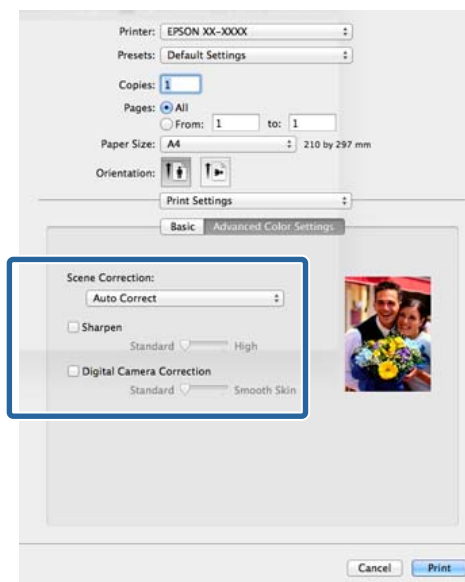 Printer: EPSON XX-XXXX
Presets: Default Settings
Copies: 1
Pages: All
From: 1 to: 1
Paper Size: A4 210 by 297 mm
Orientation:
Print Settings
Basic Advanced Color Settings
Scene Correction:
Auto Correct
Sharpen
Standard High
Digital Camera Correction
Standard Smooth Skin
Cancel Print